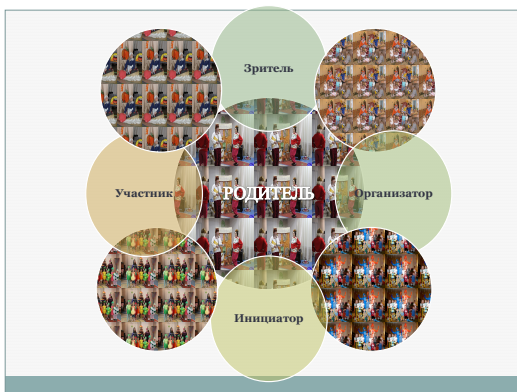 Зритель
Участник
РОДИТЕЛЬ
Организатор
Инициатор